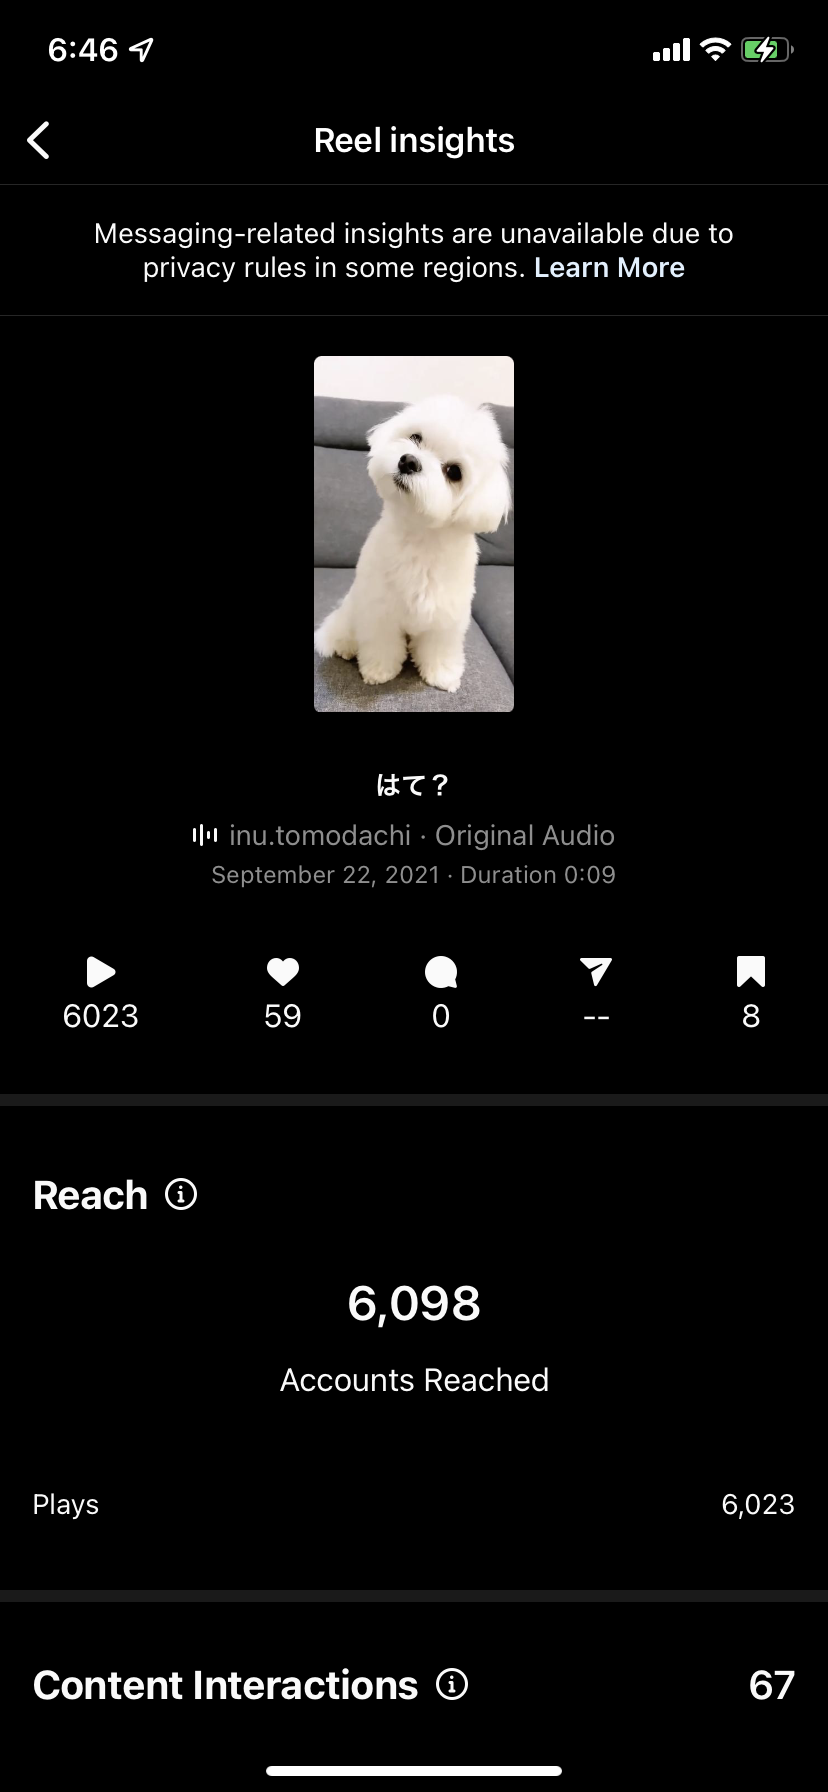 6:46
Reel insights
Messaging-related insights are unavailable due to
privacy rules in some regions. Learn More
はて？
inu.tomodachi · Original Audio
September 22, 2021 · Duration 0:09
6023 59 0 -- 8
Reach
6,098
Accounts Reached
Plays 6,023
Content Interactions 67